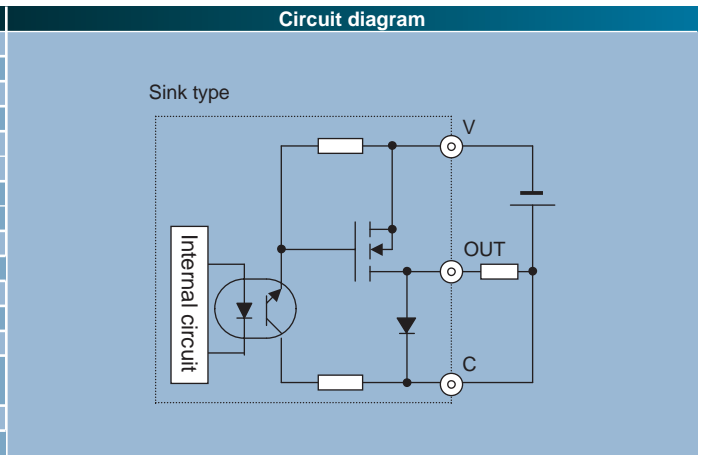 Circuit diagram
Sink type
V
Internal circuit
OUT
C